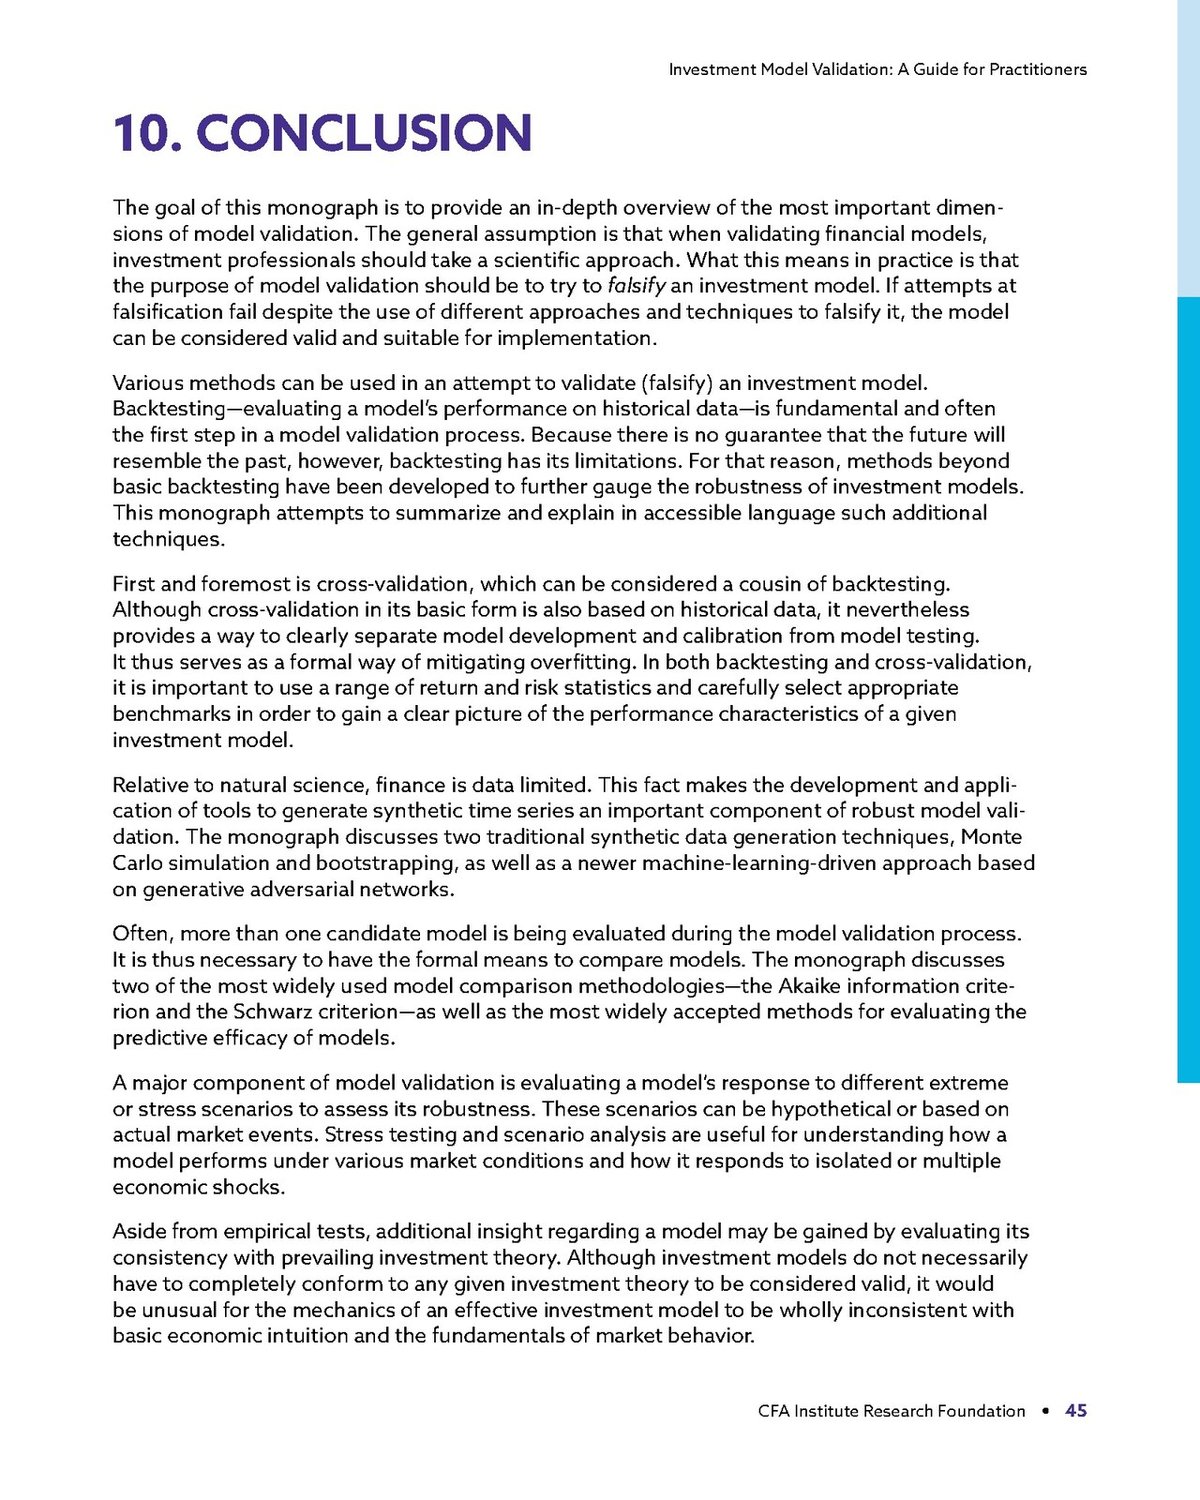 Investment Model Validation: A Guide for Practitioners
10. CONCLUSION
The goal of this monograph is to provide an in-depth overview of the most important dimen-
sions of model validation. The general assumption is that when validating financial models,
investment professionals should take a scientific approach. What this means in practice is that
the purpose of model validation should be to try to falsify an investment model. If attempts at
falsification fail despite the use of different approaches and techniques to falsify it, the model
can be considered valid and suitable for implementation.
Various methods can be used in an attempt to validate (falsify) an investment model.
Backtesting—evaluating a model’s performance on historical data—is fundamental and often
the first step in a model validation process. Because there is no guarantee that the future will
resemble the past, however, backtesting has its limitations. For that reason, methods beyond
basic backtesting have been developed to further gauge the robustness of investment models.
This monograph attempts to summarize and explain in accessible language such additional
techniques.
First and foremost is cross-validation, which can be considered a cousin of backtesting.
Although cross-validation in its basic form is also based on historical data, it nevertheless
provides a way to clearly separate model development and calibration from model testing.
It thus serves as a formal way of mitigating overfitting. In both backtesting and cross-validation,
it is important to use a range of return and risk statistics and carefully select appropriate
benchmarks in order to gain a clear picture of the performance characteristics of a given
investment model.
Relative to natural science, finance is data limited. This fact makes the development and appli-
cation of tools to generate synthetic time series an important component of robust model vali-
dation. The monograph discusses two traditional synthetic data generation techniques, Monte
Carlo simulation and bootstrapping, as well as a newer machine-learning-driven approach based
on generative adversarial networks.
Often, more than one candidate model is being evaluated during the model validation process.
It is thus necessary to have the formal means to compare models. The monograph discusses
two of the most widely used model comparison methodologies—the Akaike information crite-
rion and the Schwarz criterion—as well as the most widely accepted methods for evaluating the
predictive efficacy of models.
A major component of model validation is evaluating a model’s response to different extreme
or stress scenarios to assess its robustness. These scenarios can be hypothetical or based on
actual market events. Stress testing and scenario analysis are useful for understanding how a
model performs under various market conditions and how it responds to isolated or multiple
economic shocks.
Aside from empirical tests, additional insight regarding a model may be gained by evaluating its
consistency with prevailing investment theory. Although investment models do not necessarily
have to completely conform to any given investment theory to be considered valid, it would
be unusual for the mechanics of an effective investment model to be wholly inconsistent with
basic economic intuition and the fundamentals of market behavior.
CFA Institute Research Foundation • 45